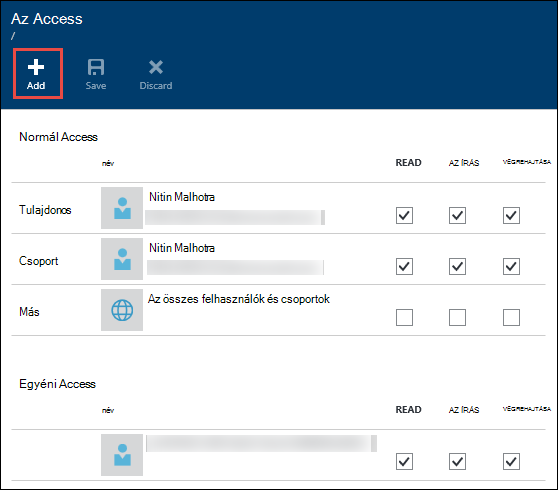 Az Access
/
Add Save Discard
Normál Access
név READ AZ ÍRÁS VÉGREHAJTÁSA
Nitin Malhotra
Tulajdonos
Nitin Malhotra
Csoport
Az összes felhasználók és csoportok
Más
Egyéni Access
név READ AZ ÍRÁS VÉGREHAJTÁSA